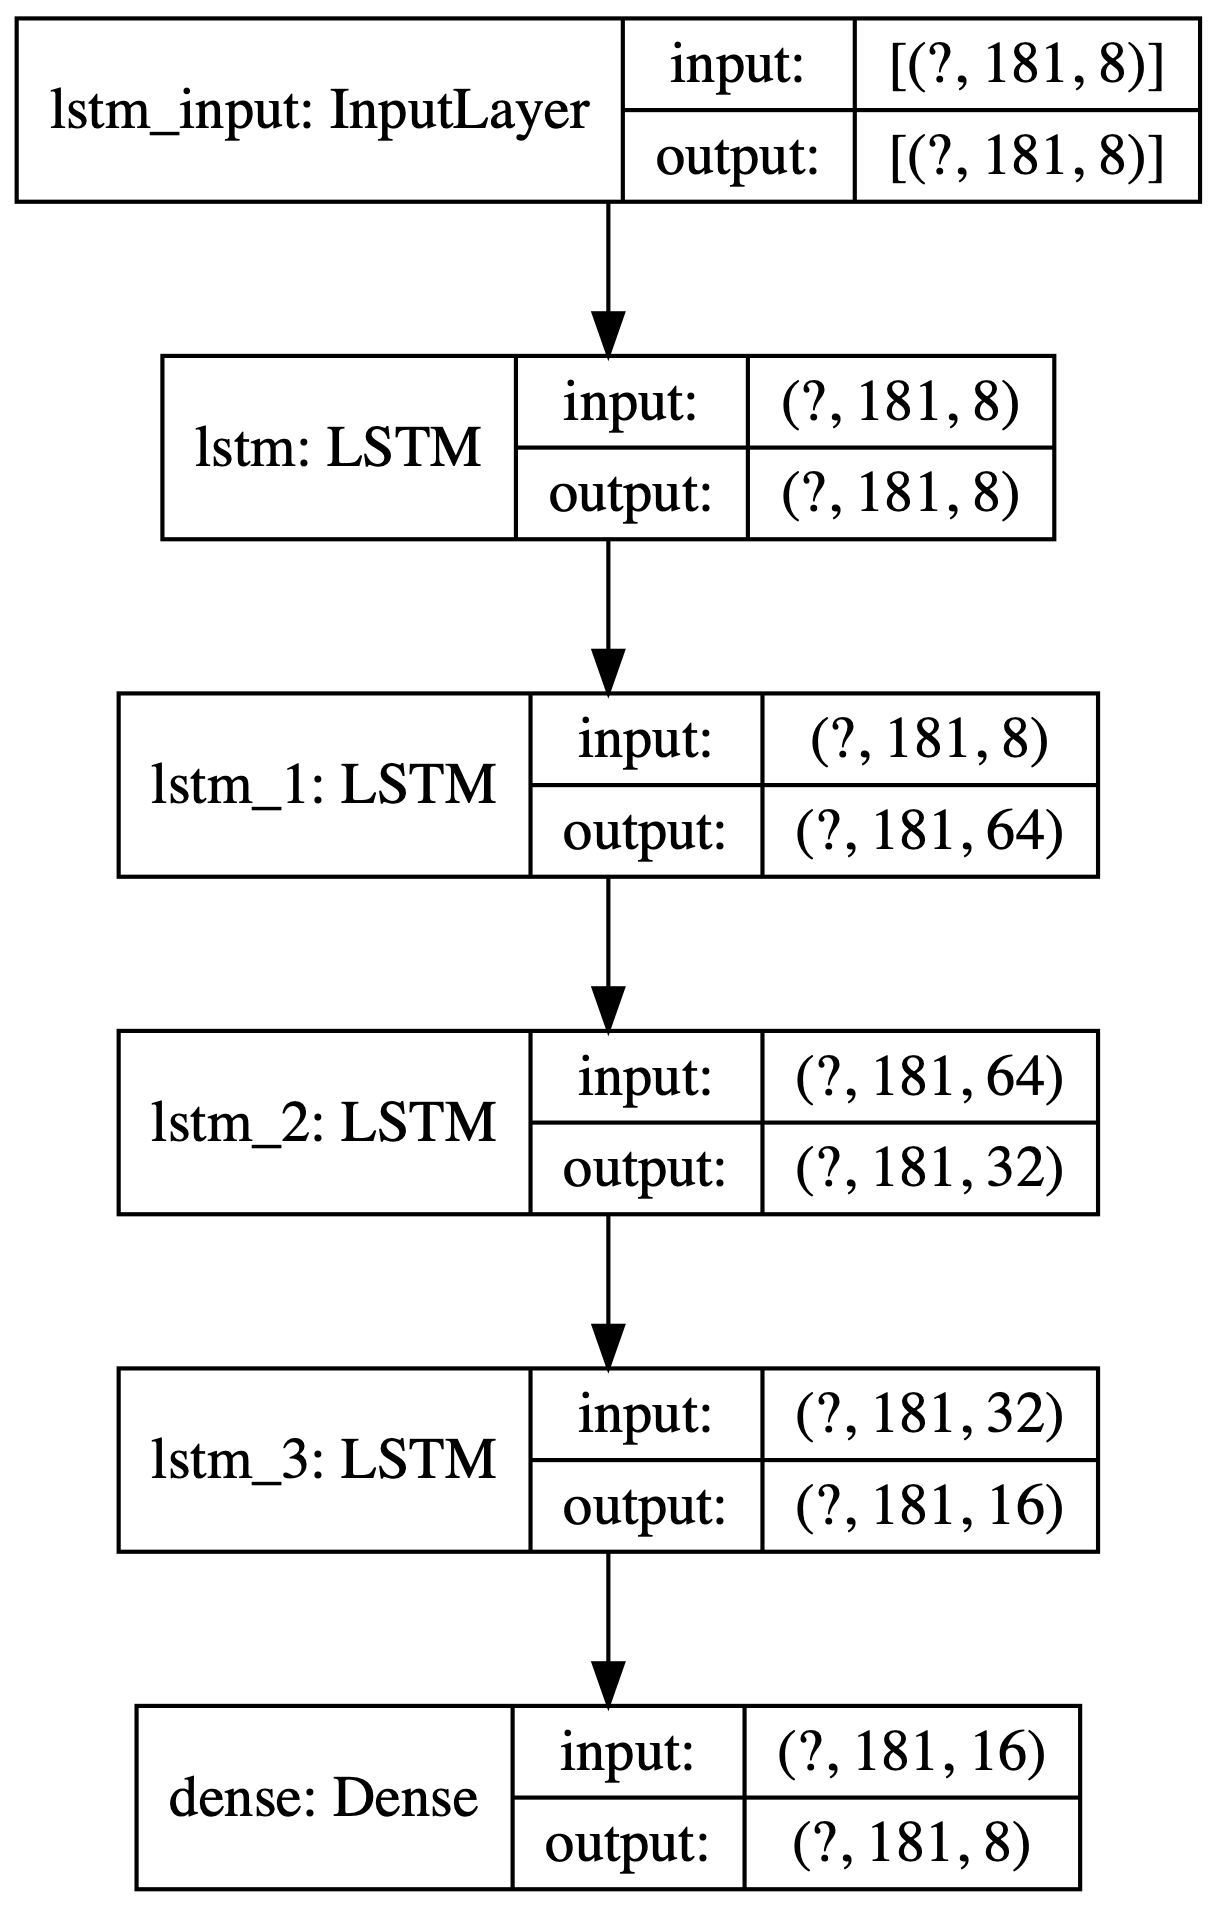 lstm_input: InputLayer
input:
[(?, 181, 8)]
output:
[(?, 181, 8)]
lstm: LSTM
input:
(?, 181, 8)
output:
(?, 181, 8)
lstm_1: LSTM
input:
(?, 181, 8)
output:
(?, 181, 64)
lstm_2: LSTM
input:
(?, 181, 64)
output:
(?, 181, 32)
lstm_3: LSTM
input:
(?, 181, 32)
output:
(?, 181, 16)
dense: Dense
input:
(?, 181, 16)
output:
(?, 181, 8)